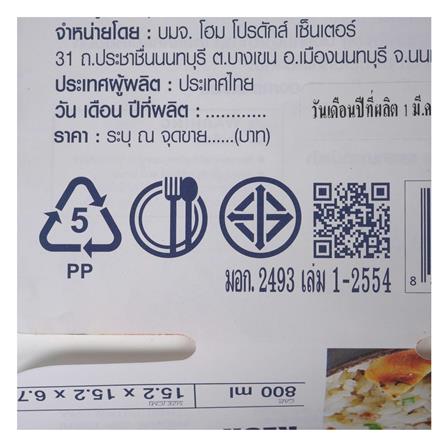 จำหน่ายโดย : บมจ. โฮม โปรดักส์ เซ็นเตอร์
31 ถ.ประชาชื่นนนทบุรี ต.บางเขน อ.เมืองนนทบุรี จ.นน
ประเทศผู้ผลิต : ประเทศไทย
วัน เดือน ปีที่ผลิต : ............
วันเดือนปีที่ผลิต 1 มี.ค
ราคา : ระบุ ณ จุดขาย......(บาท)
5
PP
มอก. 2493 เล่ม 1-2554
8
15.2 x 15.2 x 6.7
SIZE (CM)
800 ml